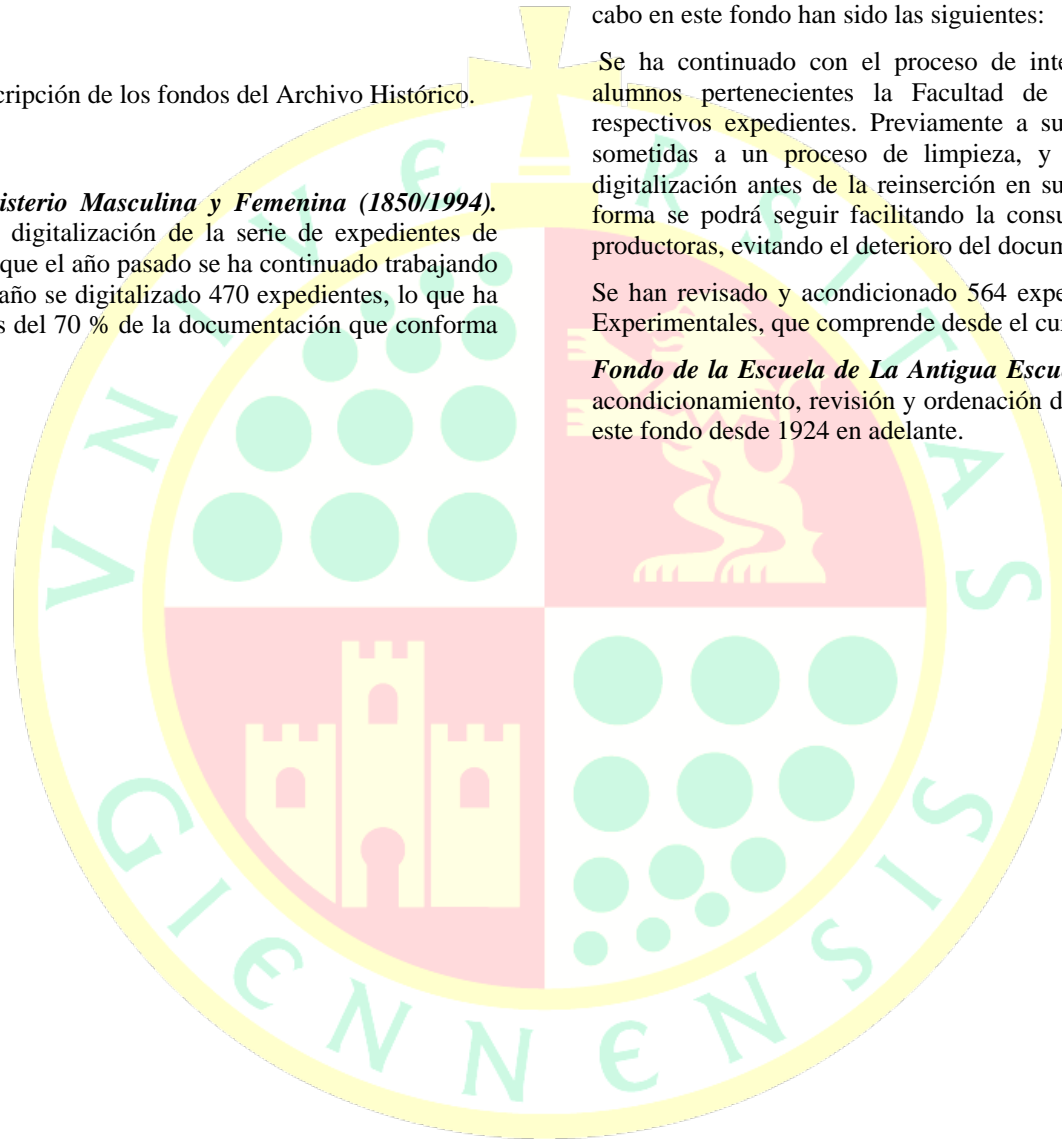 cripción de los fondos del Archivo Histórico.
isterio Masculina y Femenina (1850/1994).
digitalización de la serie de expedientes de
que el año pasado se ha continuado trabajando
año se digitalizado 470 expedientes, lo que ha
s del 70 % de la documentación que conforma
cabo en este fondo han sido las siguientes:
Se ha continuado con el proceso de inte
alumnos pertenecientes la Facultad de
respectivos expedientes. Previamente a su
sometidas a un proceso de limpieza, y
digitalización antes de la reinserción en su
forma se podrá seguir facilitando la consu
productoras, evitando el deterioro del docum
Se han revisado y acondicionado 564 expe
Experimentales, que comprende desde el cu
Fondo de la Escuela de La Antigua Escu
acondicionamiento, revisión y ordenación d
este fondo desde 1924 en adelante.
VNIVERSITAS
GIENNENSIS